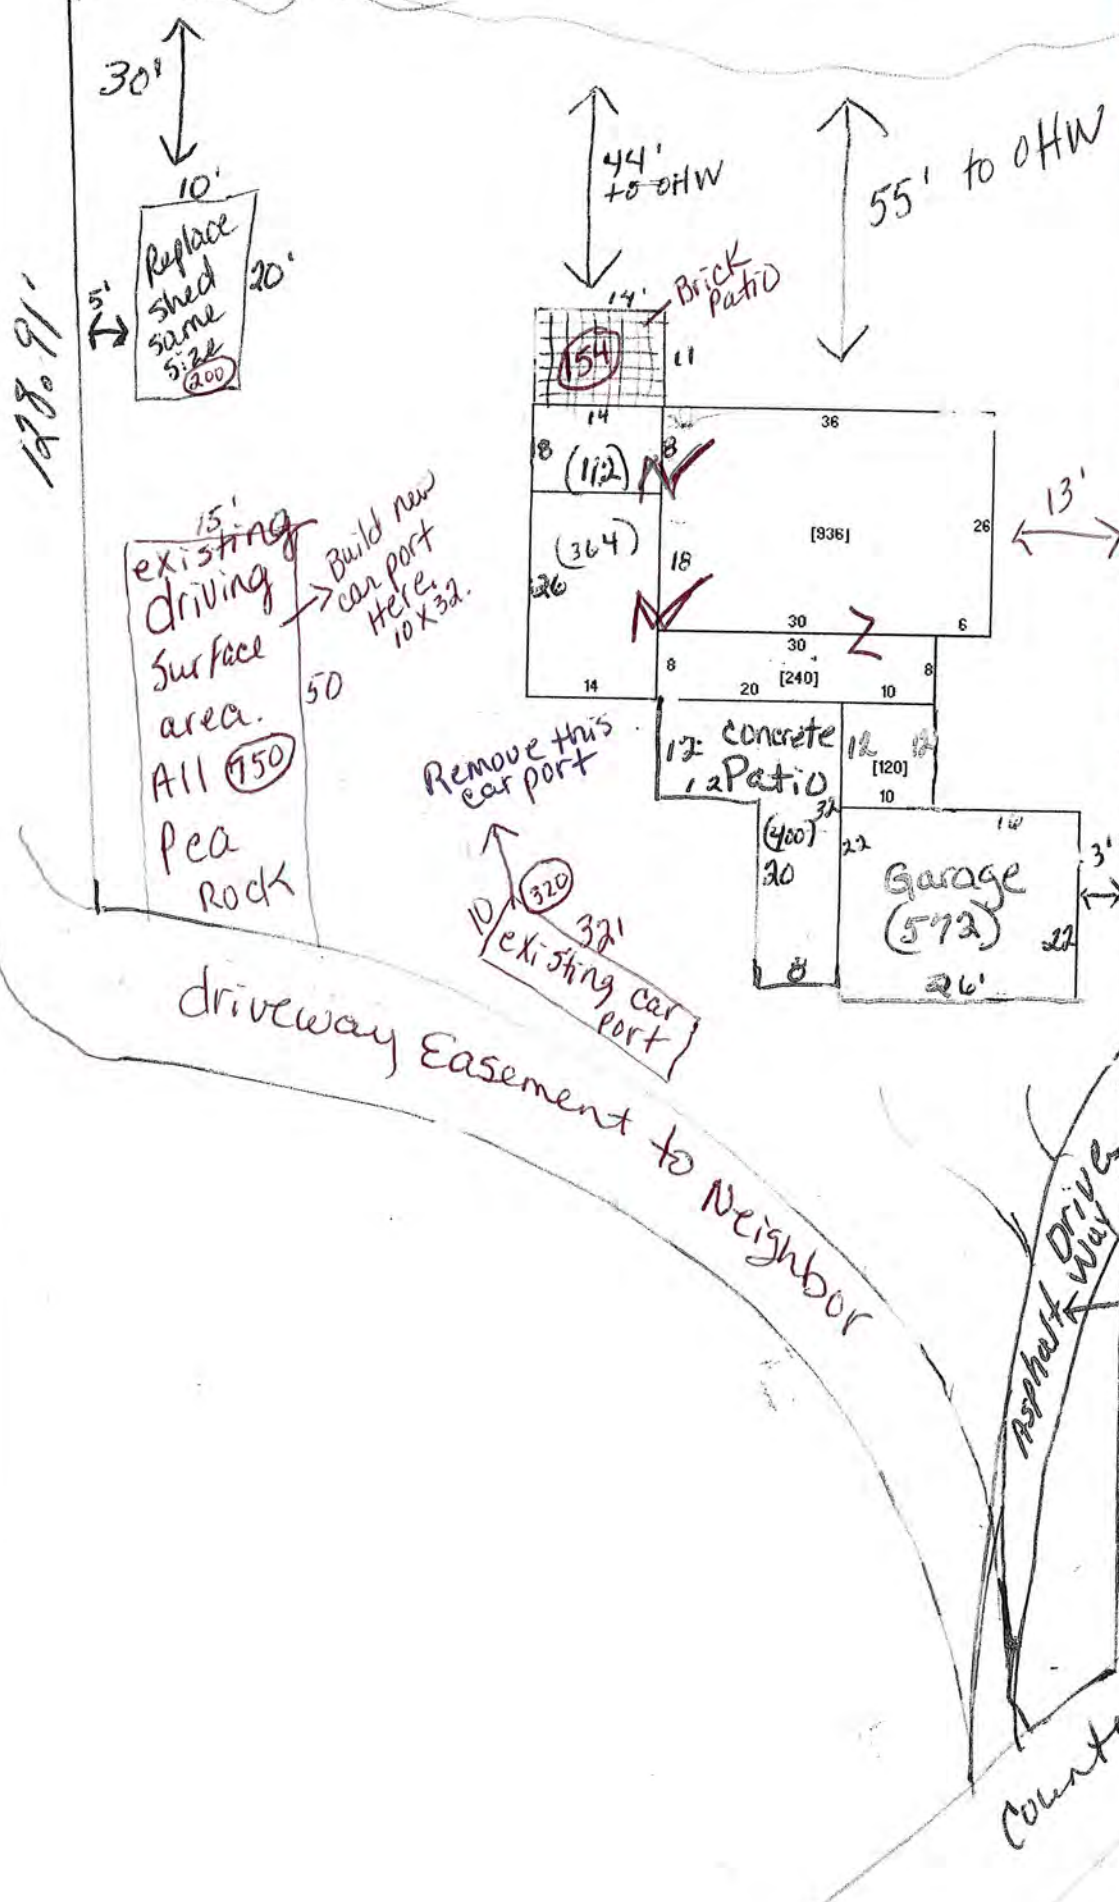 30'
10'
Replace
shed
same
size
200
20'
5'
128.91'
44'
to OHW
55' to OHW
Brick
Patio
14'
154
11
14
8
(112)
8
36
[936]
26
13'
(364)
26
18
14
30
6
30
8
[240]
8
20
10
15'
existing
driving
surface
area.
All 750
Pea
Rock
50
Build new
car port
Here.
10 x 32.
Remove this
car port
12
concrete
12 Patio
12
12
[120]
10
32
(400)
20
8
22
16
Garage
(572)
22
26'
3'
10
320
32'
existing car
port
driveway Easement to Neighbor
Asphalt Drive
Way